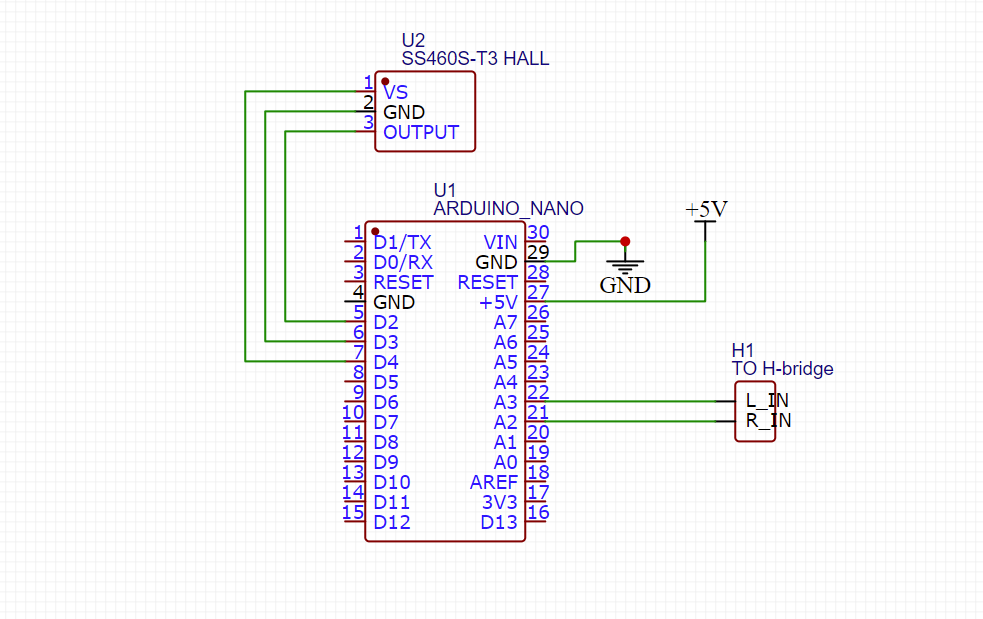 U2
SS460S-T3 HALL
1 VS
2 GND
3 OUTPUT
U1
ARDUINO_NANO
+5V
1 D1/TX VIN 30
2 D0/RX GND 29
3 RESET RESET 28
4 GND +5V 27
5 D2 A7 26
6 D3 A6 25
7 D4 A5 24
8 D5 A4 23
9 D6 A3 22
10 D7 A2 21
11 D8 A1 20
12 D9 A0 19
13 D10 AREF 18
14 D11 3V3 17
15 D12 D13 16
GND
H1
TO H-bridge
L_IN
R_IN